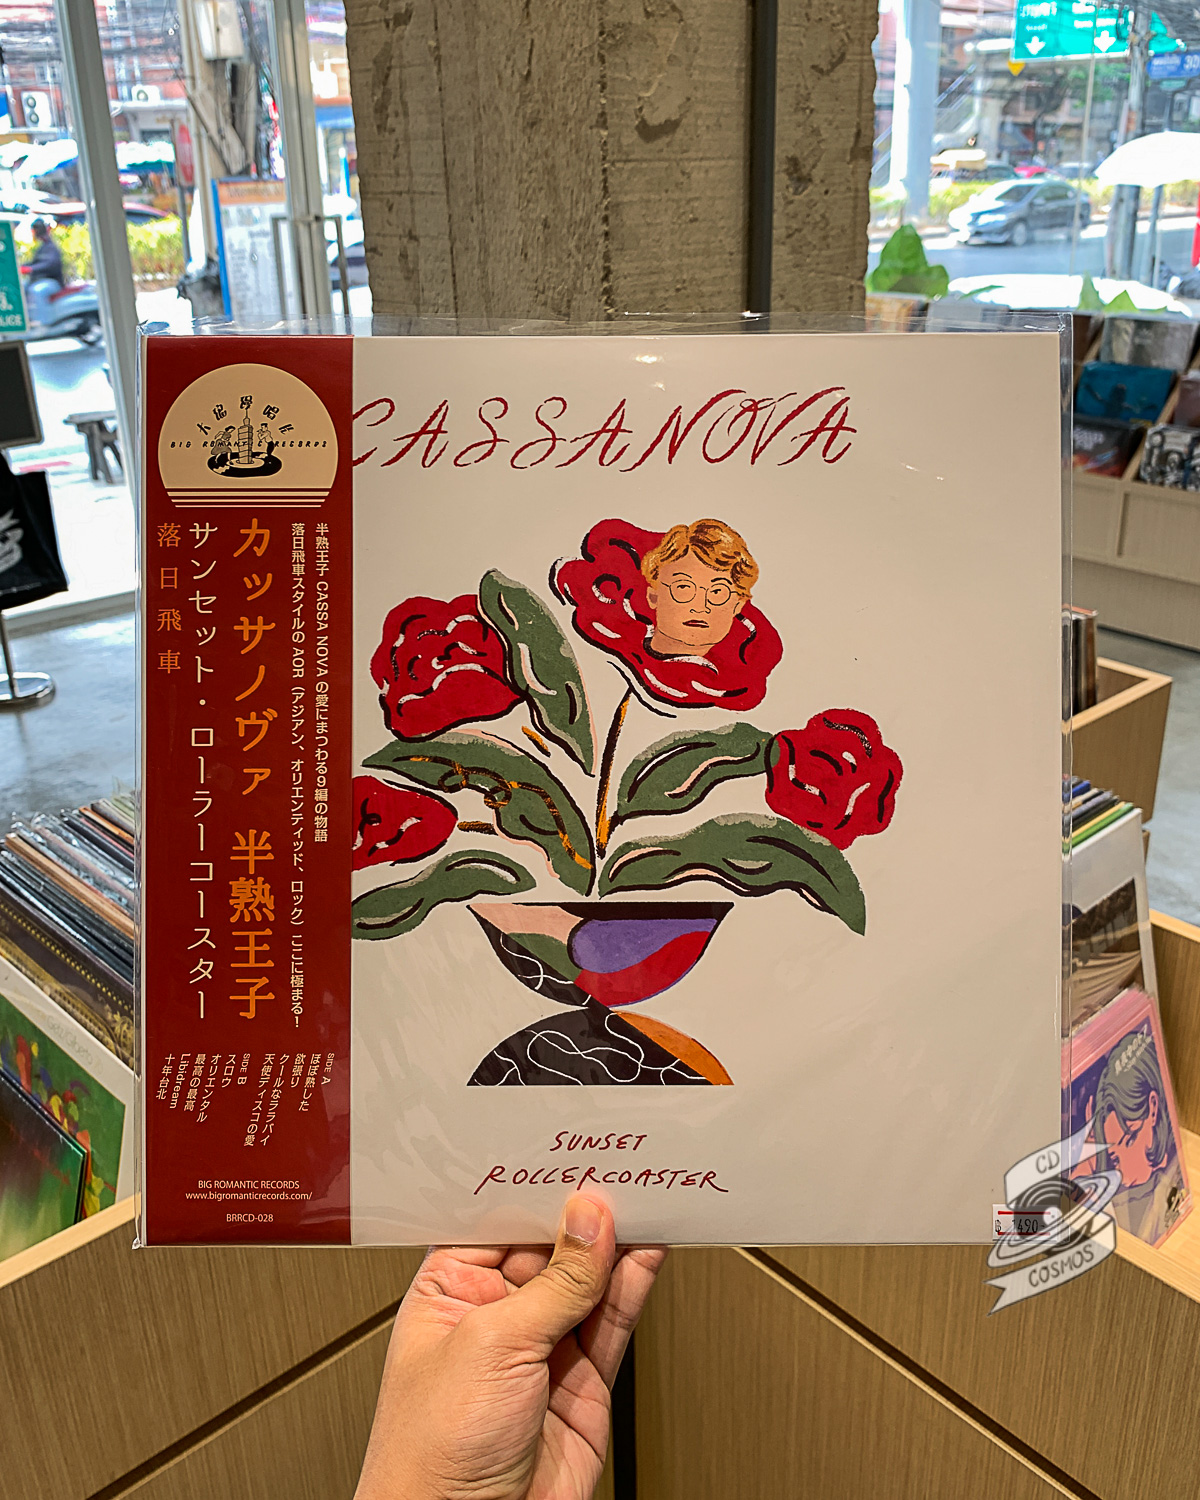 CASSANOVA
大浪漫唱片
BIG ROMANTIC RECORDS
半熟王子 CASSA NOVA の愛にまつわる9編の物語
落日飛車スタイルの AOR（アジアン、オリエンティッド、ロック）ここに極まる！
カッサノヴァ 半熟王子
サンセット・ローラーコースター
落日飛車
SIDE A
ほぼ熟した
欲張り
クールなララバイ
天使ディスコの愛
SIDE B
スロウ
オリエンタル
最高の最高
Libidream
十年台北
BIG ROMANTIC RECORDS
www.bigromanticrecords.com/
BRRCD-028
SUNSET
ROLLERCOASTER
฿ 1490-
CD
COSMOS